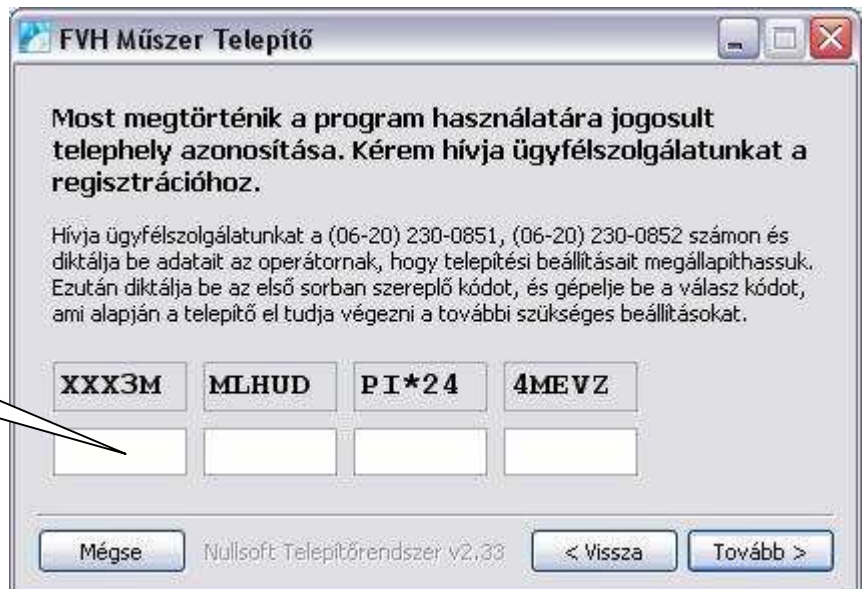 FVH Műszer Telepítő
Most megtörténik a program használatára jogosult
telephely azonosítása. Kérem hívja ügyfélszolgálatunkat a
regisztrációhoz.
Hívja ügyfélszolgálatunkat a (06-20) 230-0851, (06-20) 230-0852 számon és
diktálja be adatait az operátornak, hogy telepítési beállításait megállapíthassuk.
Ezután diktálja be az első sorban szereplő kódot, és gépelje be a válasz kódot,
ami alapján a telepítő el tudja végezni a további szükséges beállításokat.
XXX3M MLHUD PI*24 4MEVZ
Mégse Nullsoft Telepítőrendszer v2.33 < Vissza Tovább >